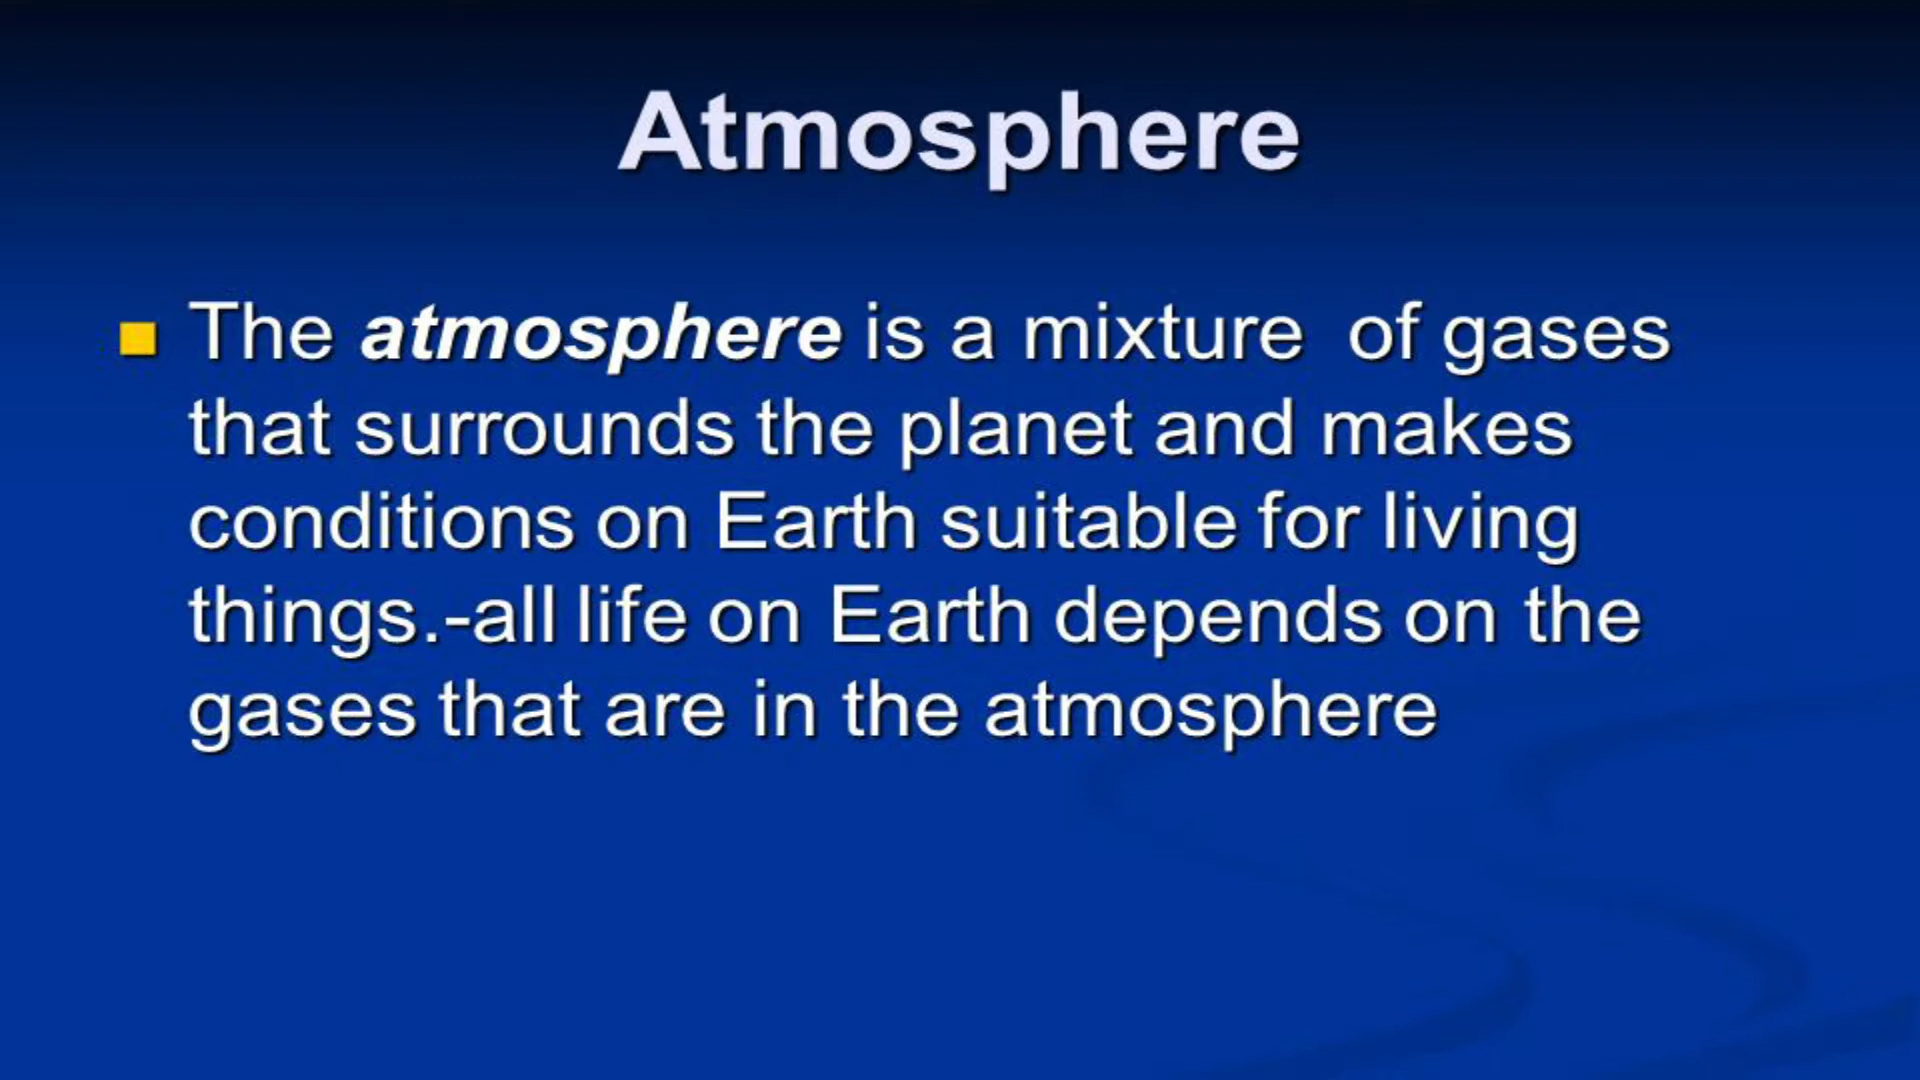 Atmosphere
The atmosphere is a mixture  of gases
that surrounds the planet and makes
conditions on Earth suitable for living
things.-all life on Earth depends on the
gases that are in the atmosphere